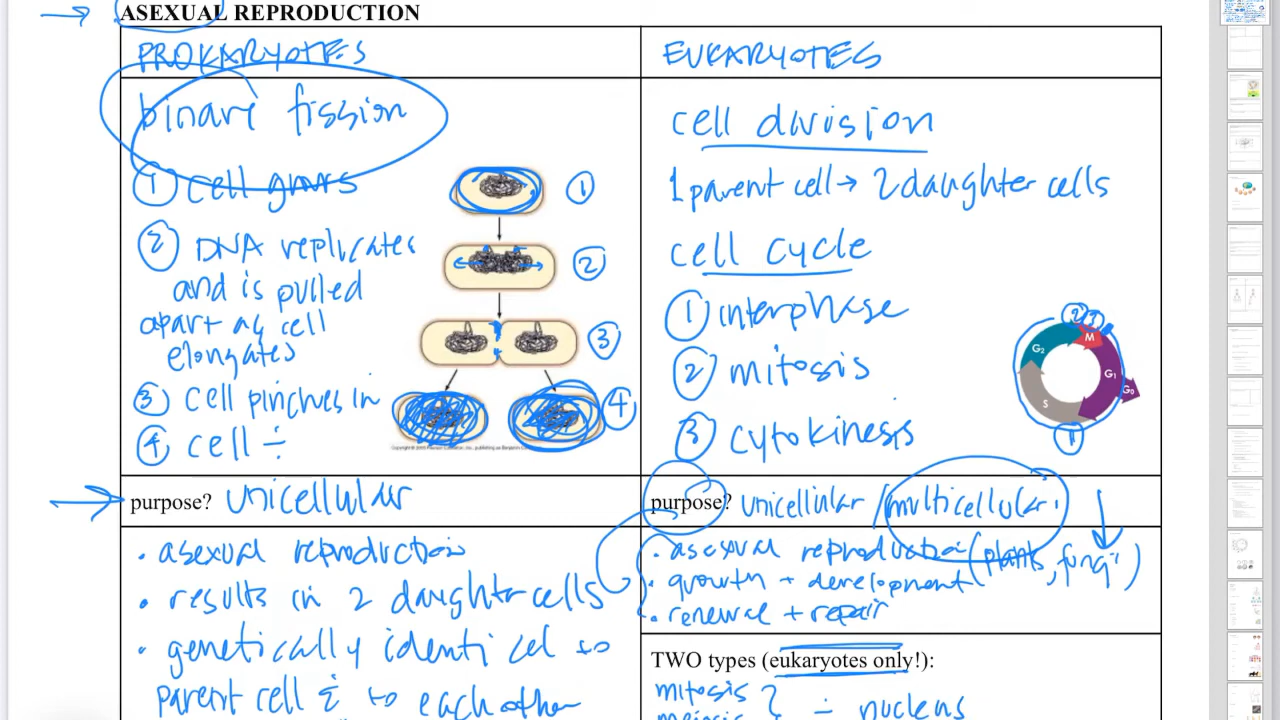 ASEXUAL REPRODUCTION
PROKARYOTES
binary fission
① cell grows
② DNA replicates
and is pulled
apart as cell
elongates
③ cell pinches in
④ cell ÷
①
②
③
④
purpose? unicellular
• asexual reproduction
• results in 2 daughter cells
• genetically identical to
parent cell & to each other
EUKARYOTES
cell division
1 parent cell → 2 daughter cells
cell cycle
① interphase
② mitosis
③ cytokinesis
② ③
M
G2
G1
G0
S
①
purpose? unicellular / multicellular
• asexual reproduction (plants, fungi)
• growth + development
• renewal + repair
TWO types (eukaryotes only!):
mitosis
meiosis
÷ nucleus